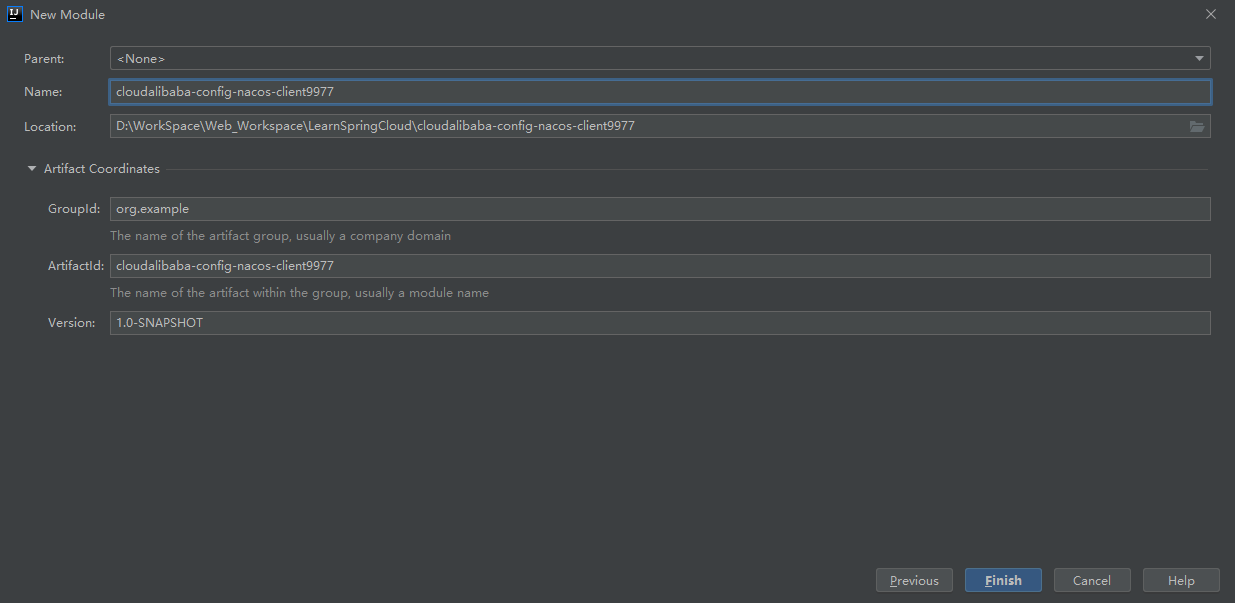 New Module
Parent: <None>
Name: cloudalibaba-config-nacos-client9977
Location: D:\WorkSpace\Web_Workspace\LearnSpringCloud\cloudalibaba-config-nacos-client9977
Artifact Coordinates
GroupId: org.example
The name of the artifact group, usually a company domain
ArtifactId: cloudalibaba-config-nacos-client9977
The name of the artifact within the group, usually a module name
Version: 1.0-SNAPSHOT
Previous Finish Cancel Help